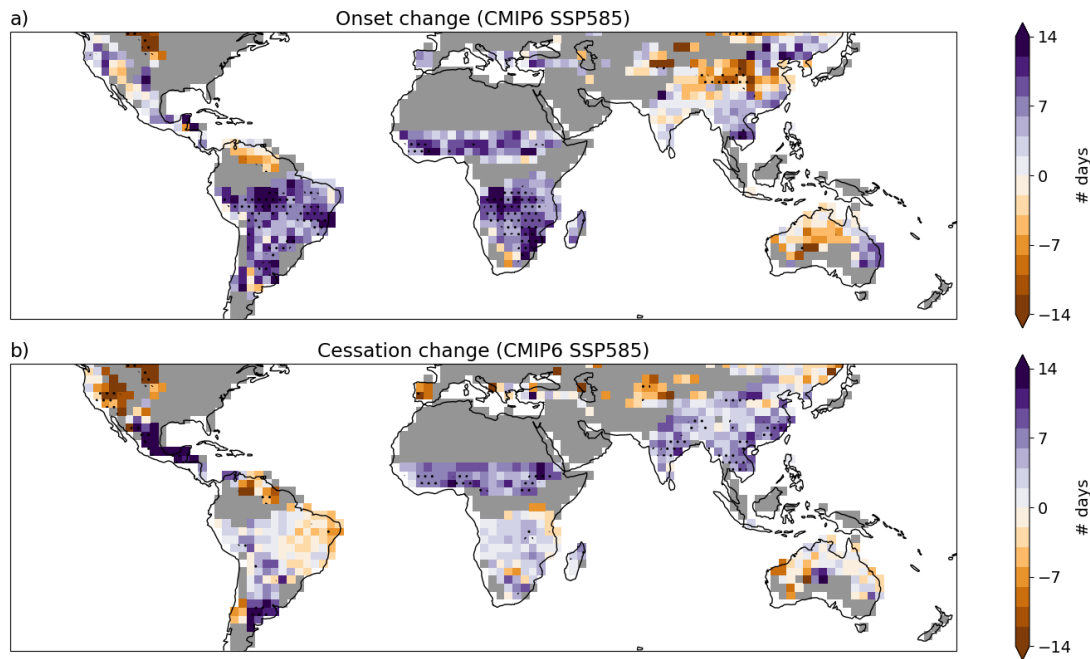 a)
Onset change (CMIP6 SSP585)
14
7
0
−7
−14
# days
b)
Cessation change (CMIP6 SSP585)
14
7
0
−7
−14
# days